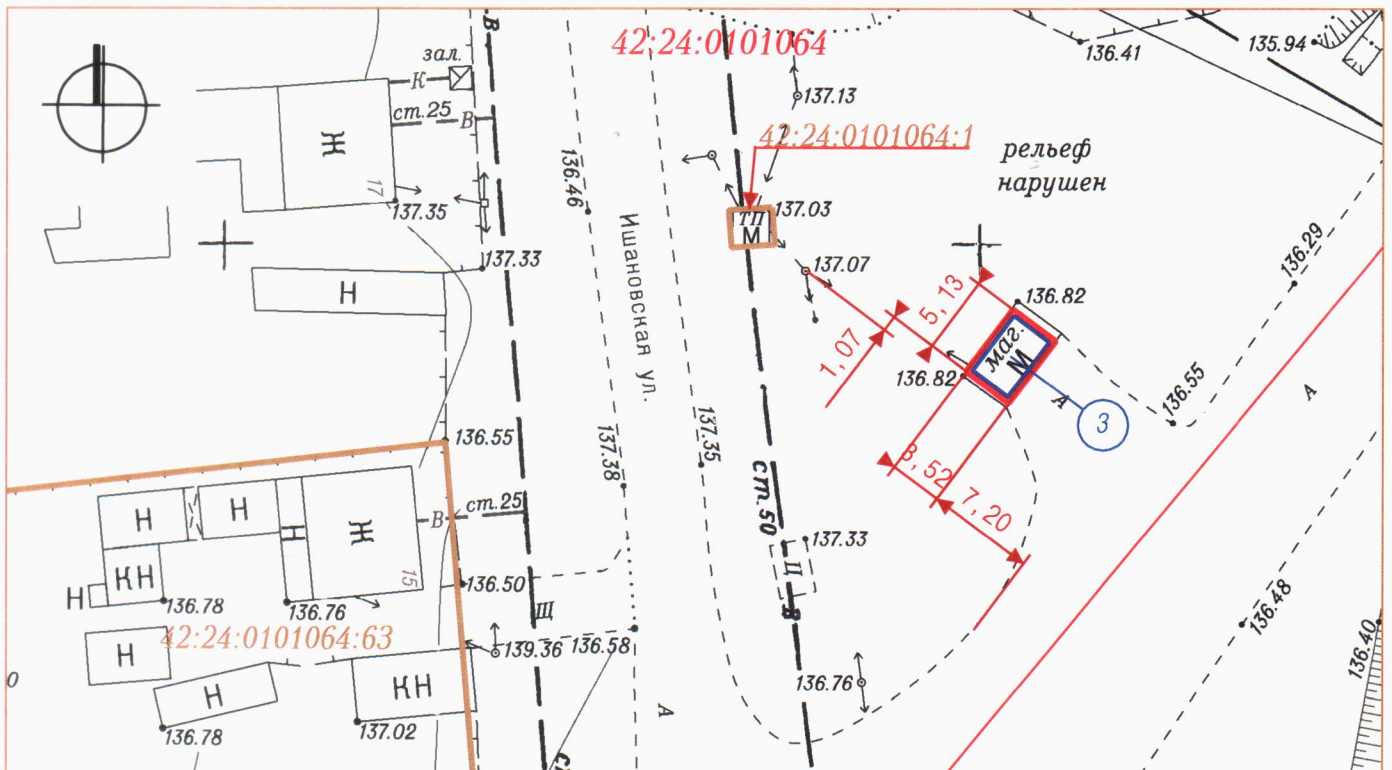 В
42:24:0101064
136.41
135.94
зал.
К
ст.25
В
Ж
17
137.35
137.13
42:24:0101064:1
рельеф
нарушен
136.46
ТП
М
137.03
137.33
137.07
136.29
Н
Ишановская ул.
5, 13
1, 07
136.82
маг.
М
136.82
А
3
136.55
А
136.55
137.35
137.38
3, 52
7, 20
ст.50
Н
Н
Н
Ж
В
ст.25
15
КН
Н
136.78
136.76
136.50
Щ
137.33
Ц
В
42:24:0101064:63
139.36
136.58
136.48
136.40
Н
0
Н
КН
136.76
А
136.78
137.02